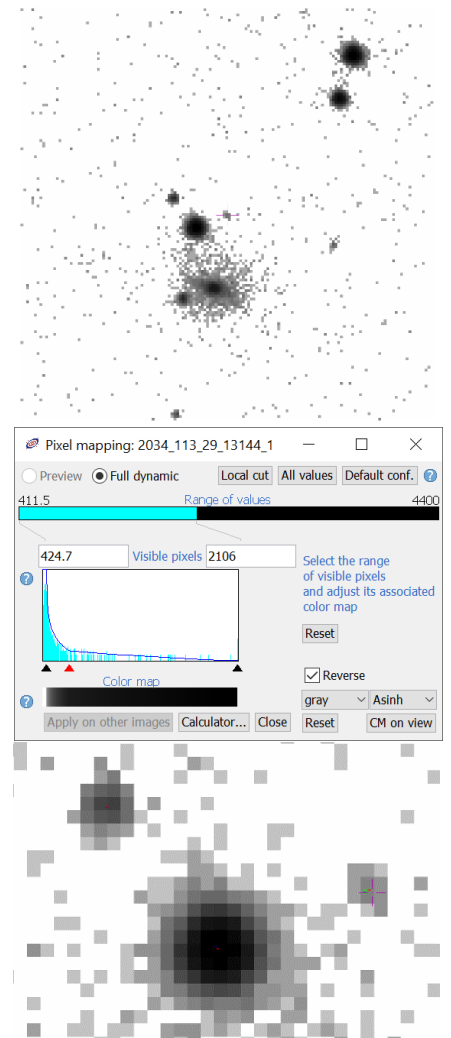 Pixel mapping: 2034_113_29_13144_1
Preview Full dynamic Local cut All values Default conf. ?
411.5 Range of values 4400
424.7 Visible pixels 2106
Select the range
of visible pixels
and adjust its associated
color map
?
Reset
Reverse
Color map
? gray Asinh
Apply on other images Calculator... Close Reset CM on view